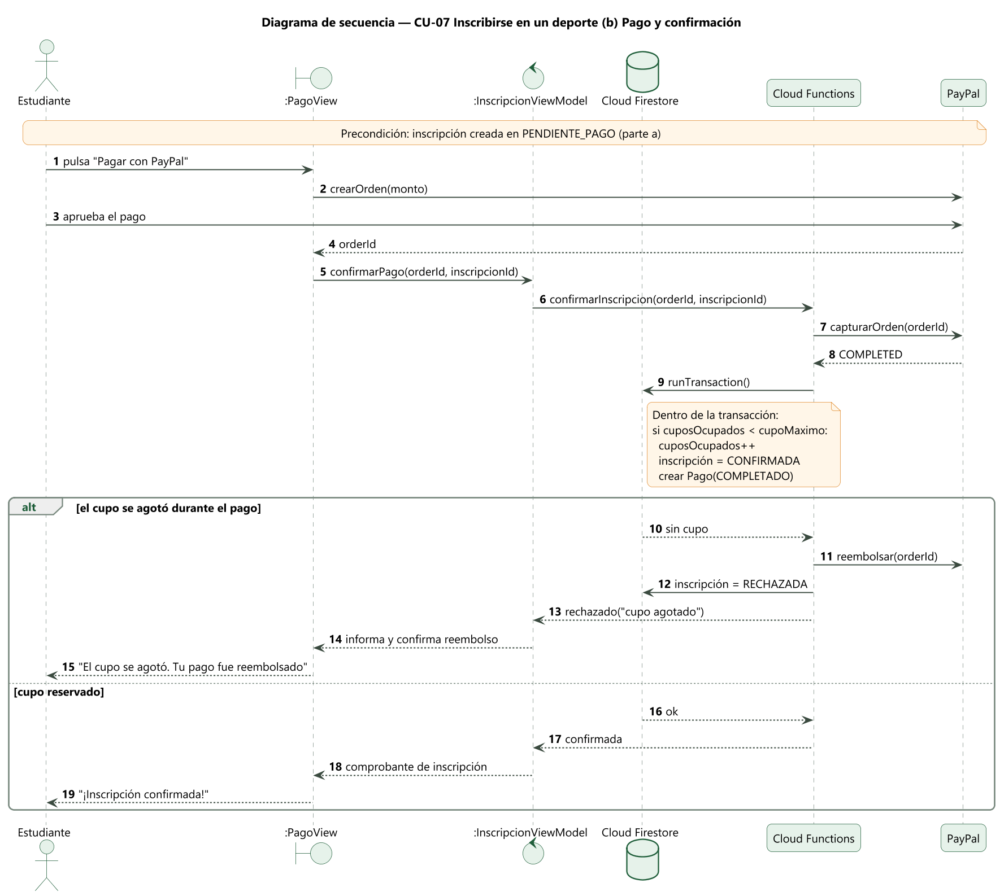 Diagrama de secuencia — CU-07 Inscribirse en un deporte (b) Pago y confirmación
Estudiante
:PagoView
:InscripcionViewModel
Cloud Firestore
Cloud Functions
PayPal
Precondición: inscripción creada en PENDIENTE_PAGO (parte a)
1 pulsa "Pagar con PayPal"
2 crearOrden(monto)
3 aprueba el pago
4 orderId
5 confirmarPago(orderId, inscripcionId)
6 confirmarInscripcion(orderId, inscripcionId)
7 capturarOrden(orderId)
8 COMPLETED
9 runTransaction()
Dentro de la transacción:
si cuposOcupados < cupoMaximo:
cuposOcupados++
inscripción = CONFIRMADA
crear Pago(COMPLETADO)
alt
[el cupo se agotó durante el pago]
10 sin cupo
11 reembolsar(orderId)
12 inscripción = RECHAZADA
13 rechazado("cupo agotado")
14 informa y confirma reembolso
15 "El cupo se agotó. Tu pago fue reembolsado"
[cupo reservado]
16 ok
17 confirmada
18 comprobante de inscripción
19 "¡Inscripción confirmada!"
Estudiante
:PagoView
:InscripcionViewModel
Cloud Firestore
Cloud Functions
PayPal